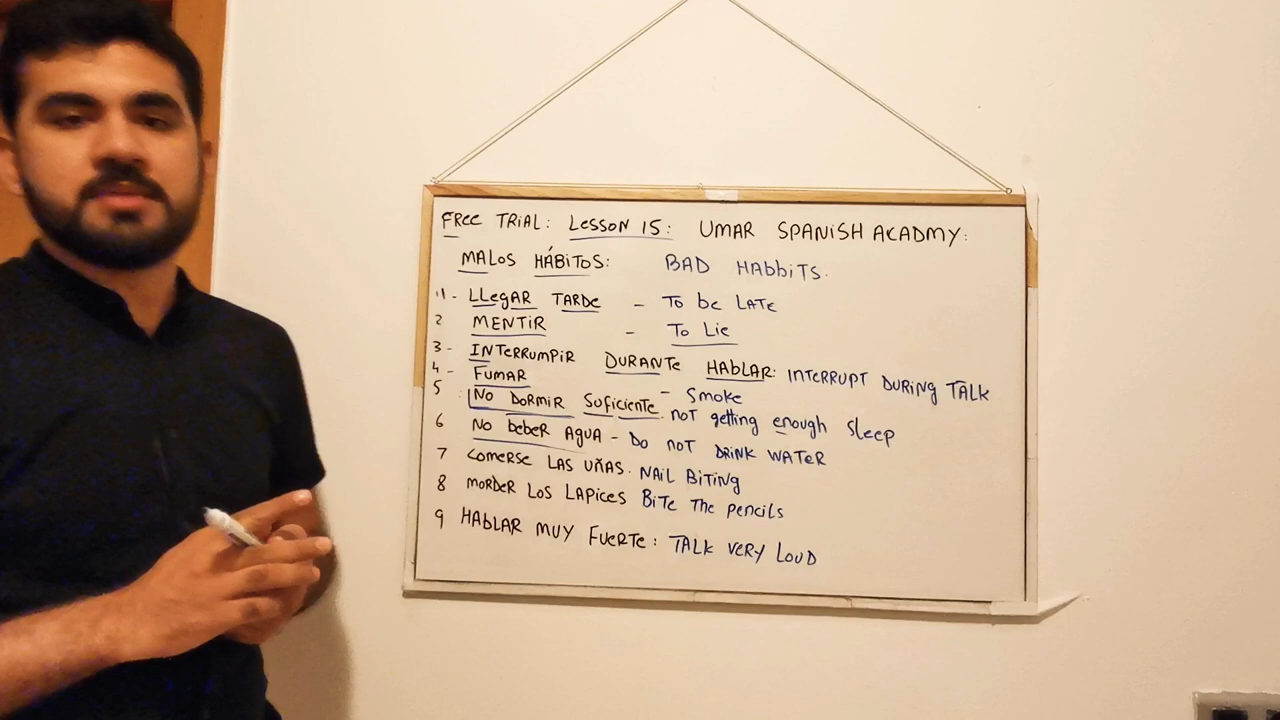 FREE TRIAL: LESSON 15: UMAR SPANISH ACADMY:
MALOS HÁBITOS: BAD HABBITS.
1- LLEGAR TARDE - TO BE LATE
2 MENTIR - TO LIE
3- INTERRUMPIR DURANTE HABLAR: INTERRUPT DURING TALK
4- FUMAR - SMOKE
5: NO DORMIR SUFICIENTE. NOT getting enough Sleep
6 NO BEBER AGUA - DO NOT DRINK WATER
7 COMERSE LAS UÑAS. NAIL BITING
8 MORDER LOS LAPICES BITE THE pencils
9 HABLAR MUY FUERTE: TALK VERY LOUD